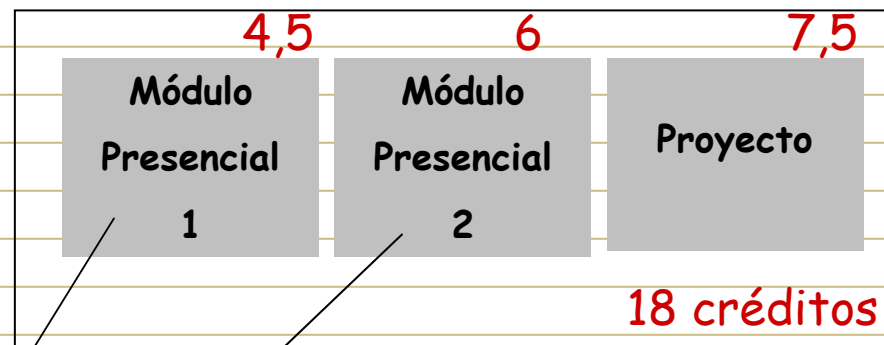 4,5 6 7,5
Módulo
Presencial
1
Módulo
Presencial
2
Proyecto
18 créditos